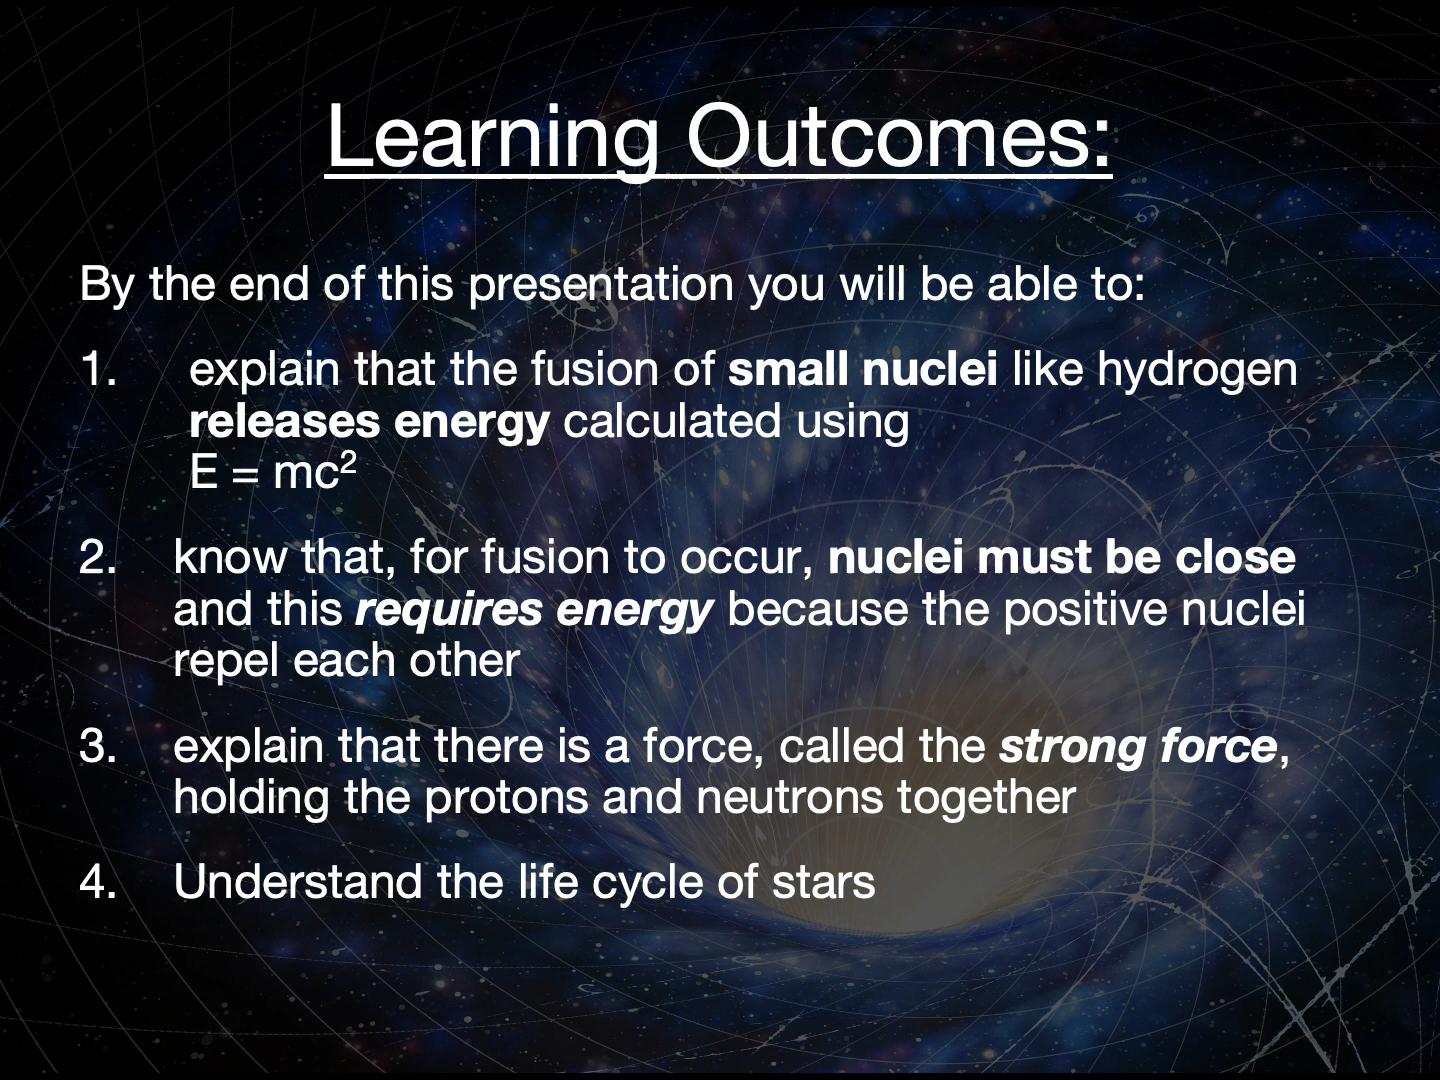 Learning Outcomes:
By the end of this presentation you will be able to:
1. explain that the fusion of small nuclei like hydrogen
releases energy calculated using
E = mc²
2. know that, for fusion to occur, nuclei must be close
and this requires energy because the positive nuclei
repel each other
3. explain that there is a force, called the strong force,
holding the protons and neutrons together
4. Understand the life cycle of stars